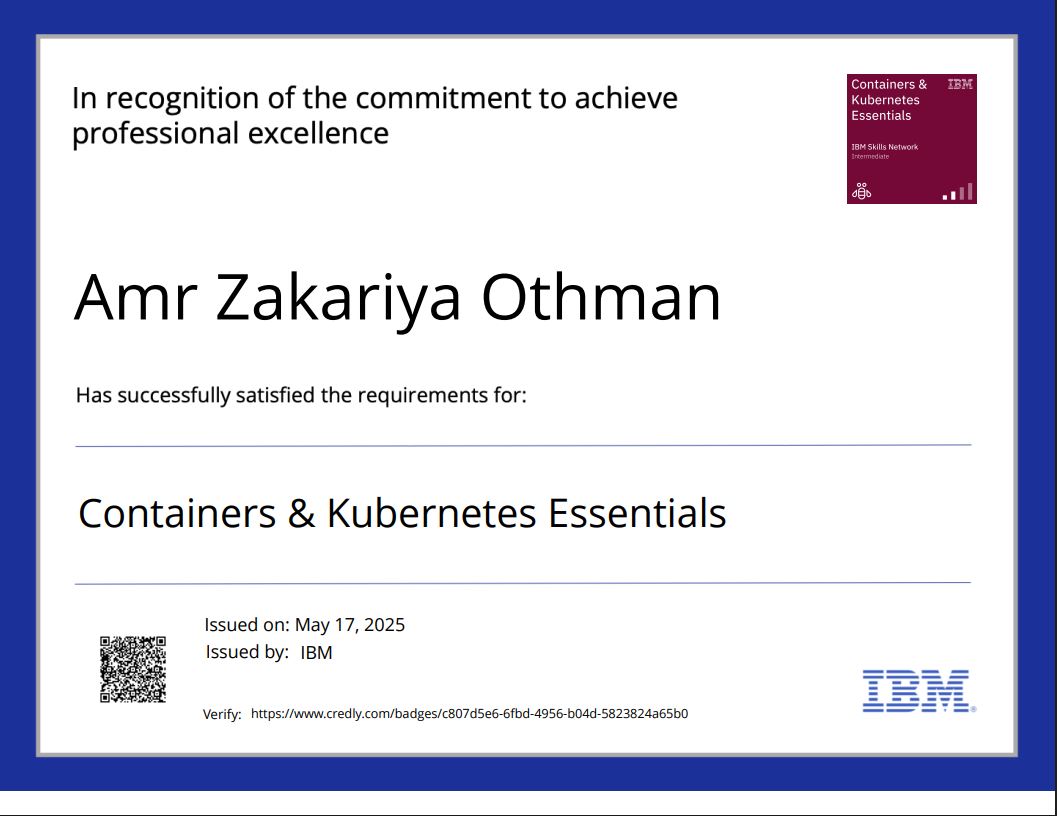 In recognition of the commitment to achieve
professional excellence
Containers &
Kubernetes
Essentials
IBM
IBM Skills Network
Intermediate
Amr Zakariya Othman
Has successfully satisfied the requirements for:
Containers & Kubernetes Essentials
Issued on: May 17, 2025
Issued by: IBM
Verify: https://www.credly.com/badges/c807d5e6-6fbd-4956-b04d-5823824a65b0
IBM®